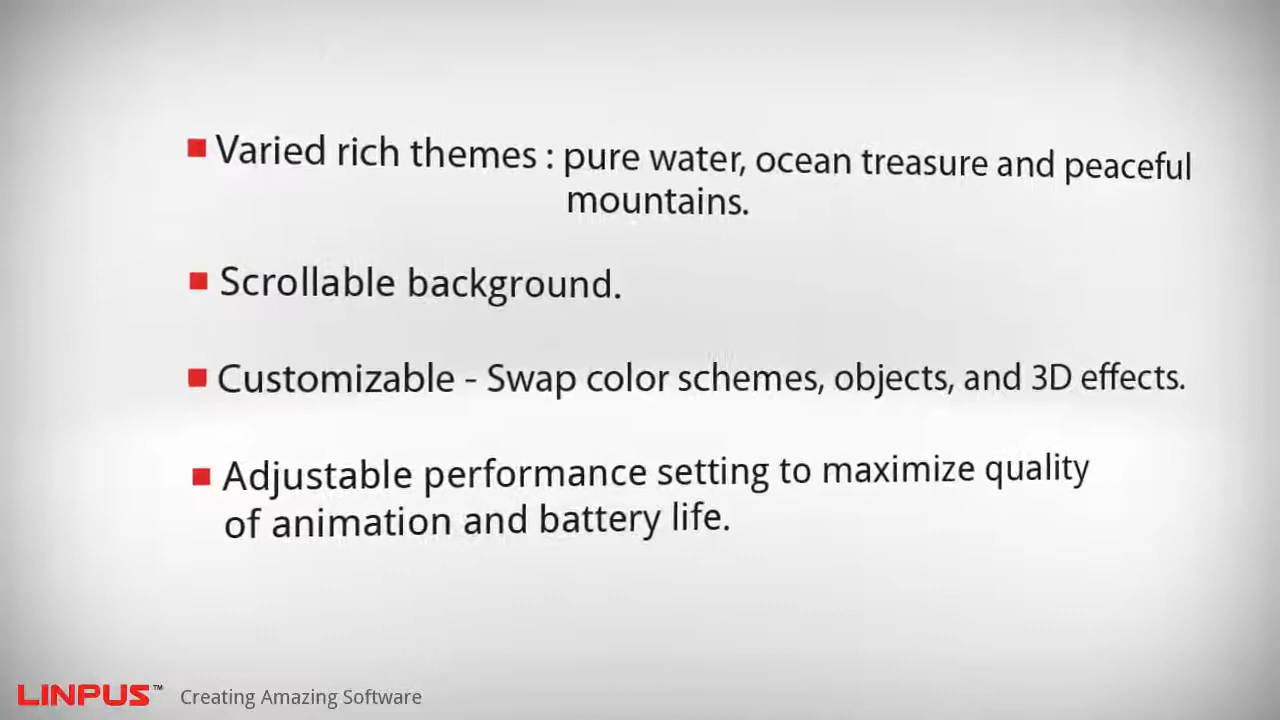 Varied rich themes : pure water, ocean treasure and peaceful
mountains.
Scrollable background.
Customizable - Swap color schemes, objects, and 3D effects.
Adjustable performance setting to maximize quality
of animation and battery life.
LINPUS™ Creating Amazing Software